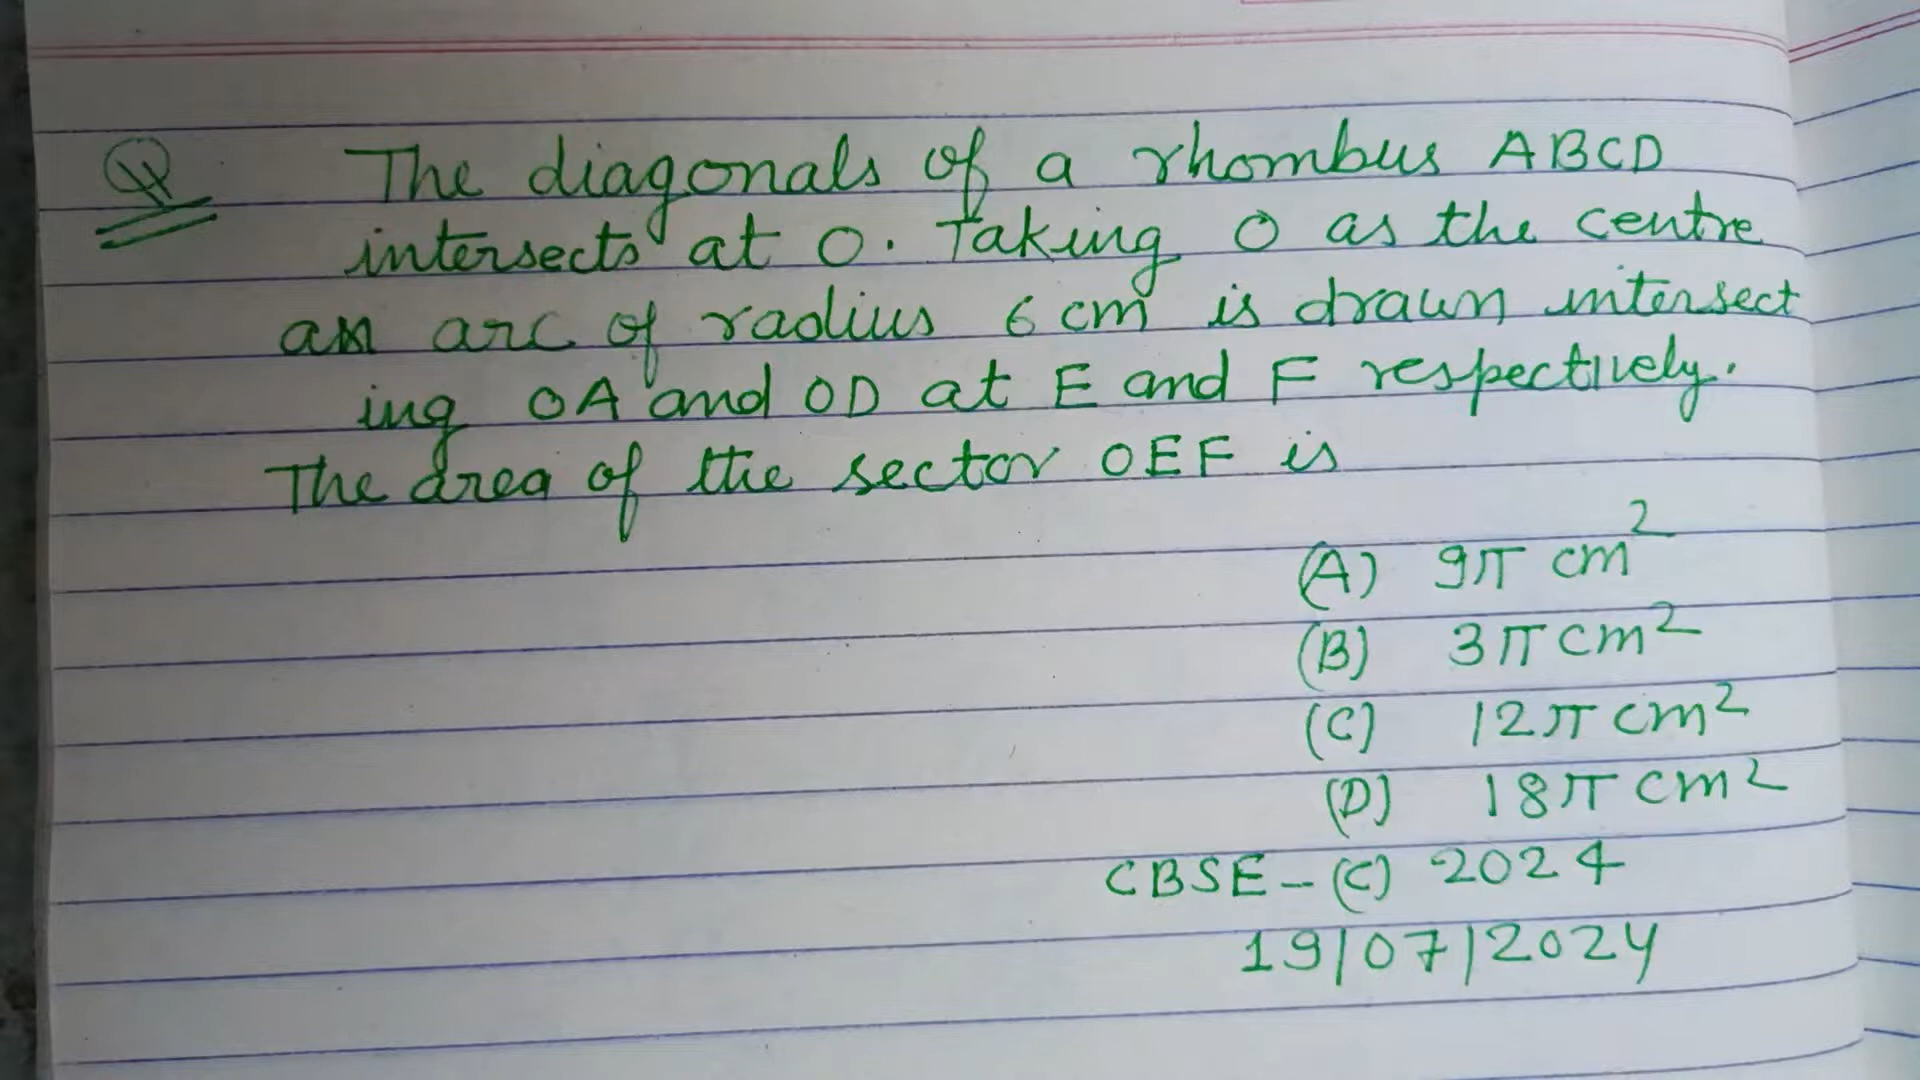 Q The diagonals of a rhombus ABCD
intersects at O. Taking O as the centre
an arc of radius 6 cm is drawn intersect
ing OA and OD at E and F respectively.
The area of the sector OEF is
(A) 9π cm²
(B) 3π cm²
(C) 12π cm²
(D) 18π cm²
CBSE - (C) 2024
19/07/2024